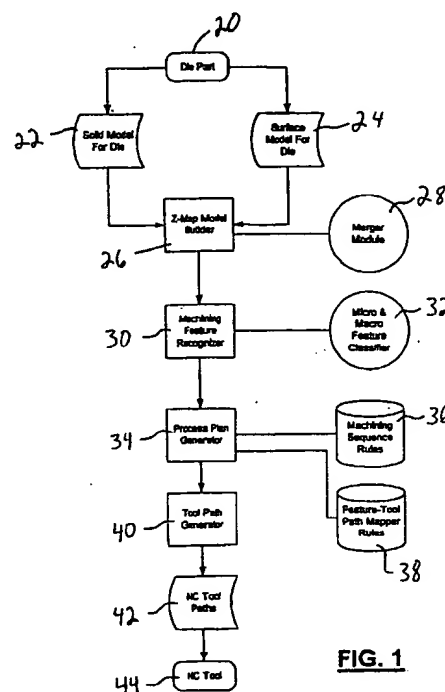 20
Die Part
22
Solid Model
For Die
Surface
Model For
Die
24
Z-Map Model
Builder
26
28
Merger
Module
30
Machining
Feature
Recognizer
32
Micro &
Macro
Feature
Classifier
34
Process Plan
Generator
36
Machining
Sequence
Rules
40
Tool Path
Generator
Feature-Tool
Path Mapper
Rules
38
42
NC Tool
Paths
44
NC Tool
FIG. 1